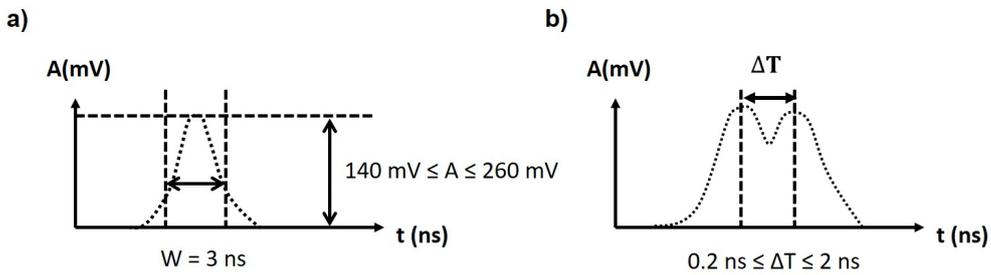 a)
A(mV)
140 mV ≤ A ≤ 260 mV
t (ns)
W = 3 ns
b)
ΔT
A(mV)
t (ns)
0.2 ns ≤ ΔT ≤ 2 ns